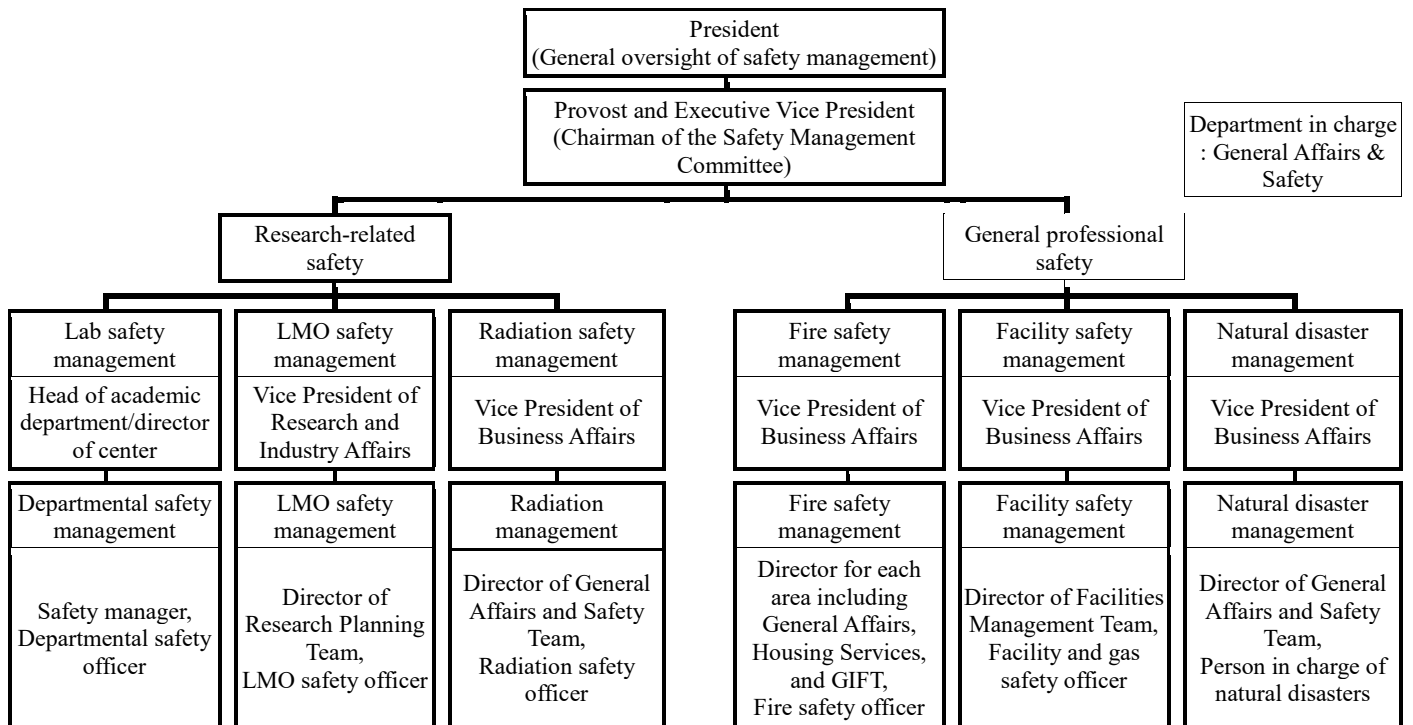 President
(General oversight of safety management)
Provost and Executive Vice President
(Chairman of the Safety Management
Committee)
Department in charge
: General Affairs &
Safety
Research-related
safety
General professional
safety
Lab safety
management
Head of academic
department/director
of center
LMO safety
management
Vice President of
Research and
Industry Affairs
Radiation safety
management
Vice President of
Business Affairs
Fire safety
management
Vice President of
Business Affairs
Facility safety
management
Vice President of
Business Affairs
Natural disaster
management
Vice President of
Business Affairs
Departmental safety
management
Safety manager,
Departmental safety
officer
LMO safety
management
Director of
Research Planning
Team,
LMO safety officer
Radiation
management
Director of General
Affairs and Safety
Team,
Radiation safety
officer
Fire safety
management
Director for each
area including
General Affairs,
Housing Services,
and GIFT,
Fire safety officer
Facility safety
management
Director of Facilities
Management Team,
Facility and gas
safety officer
Natural disaster
management
Director of General
Affairs and Safety
Team,
Person in charge of
natural disasters